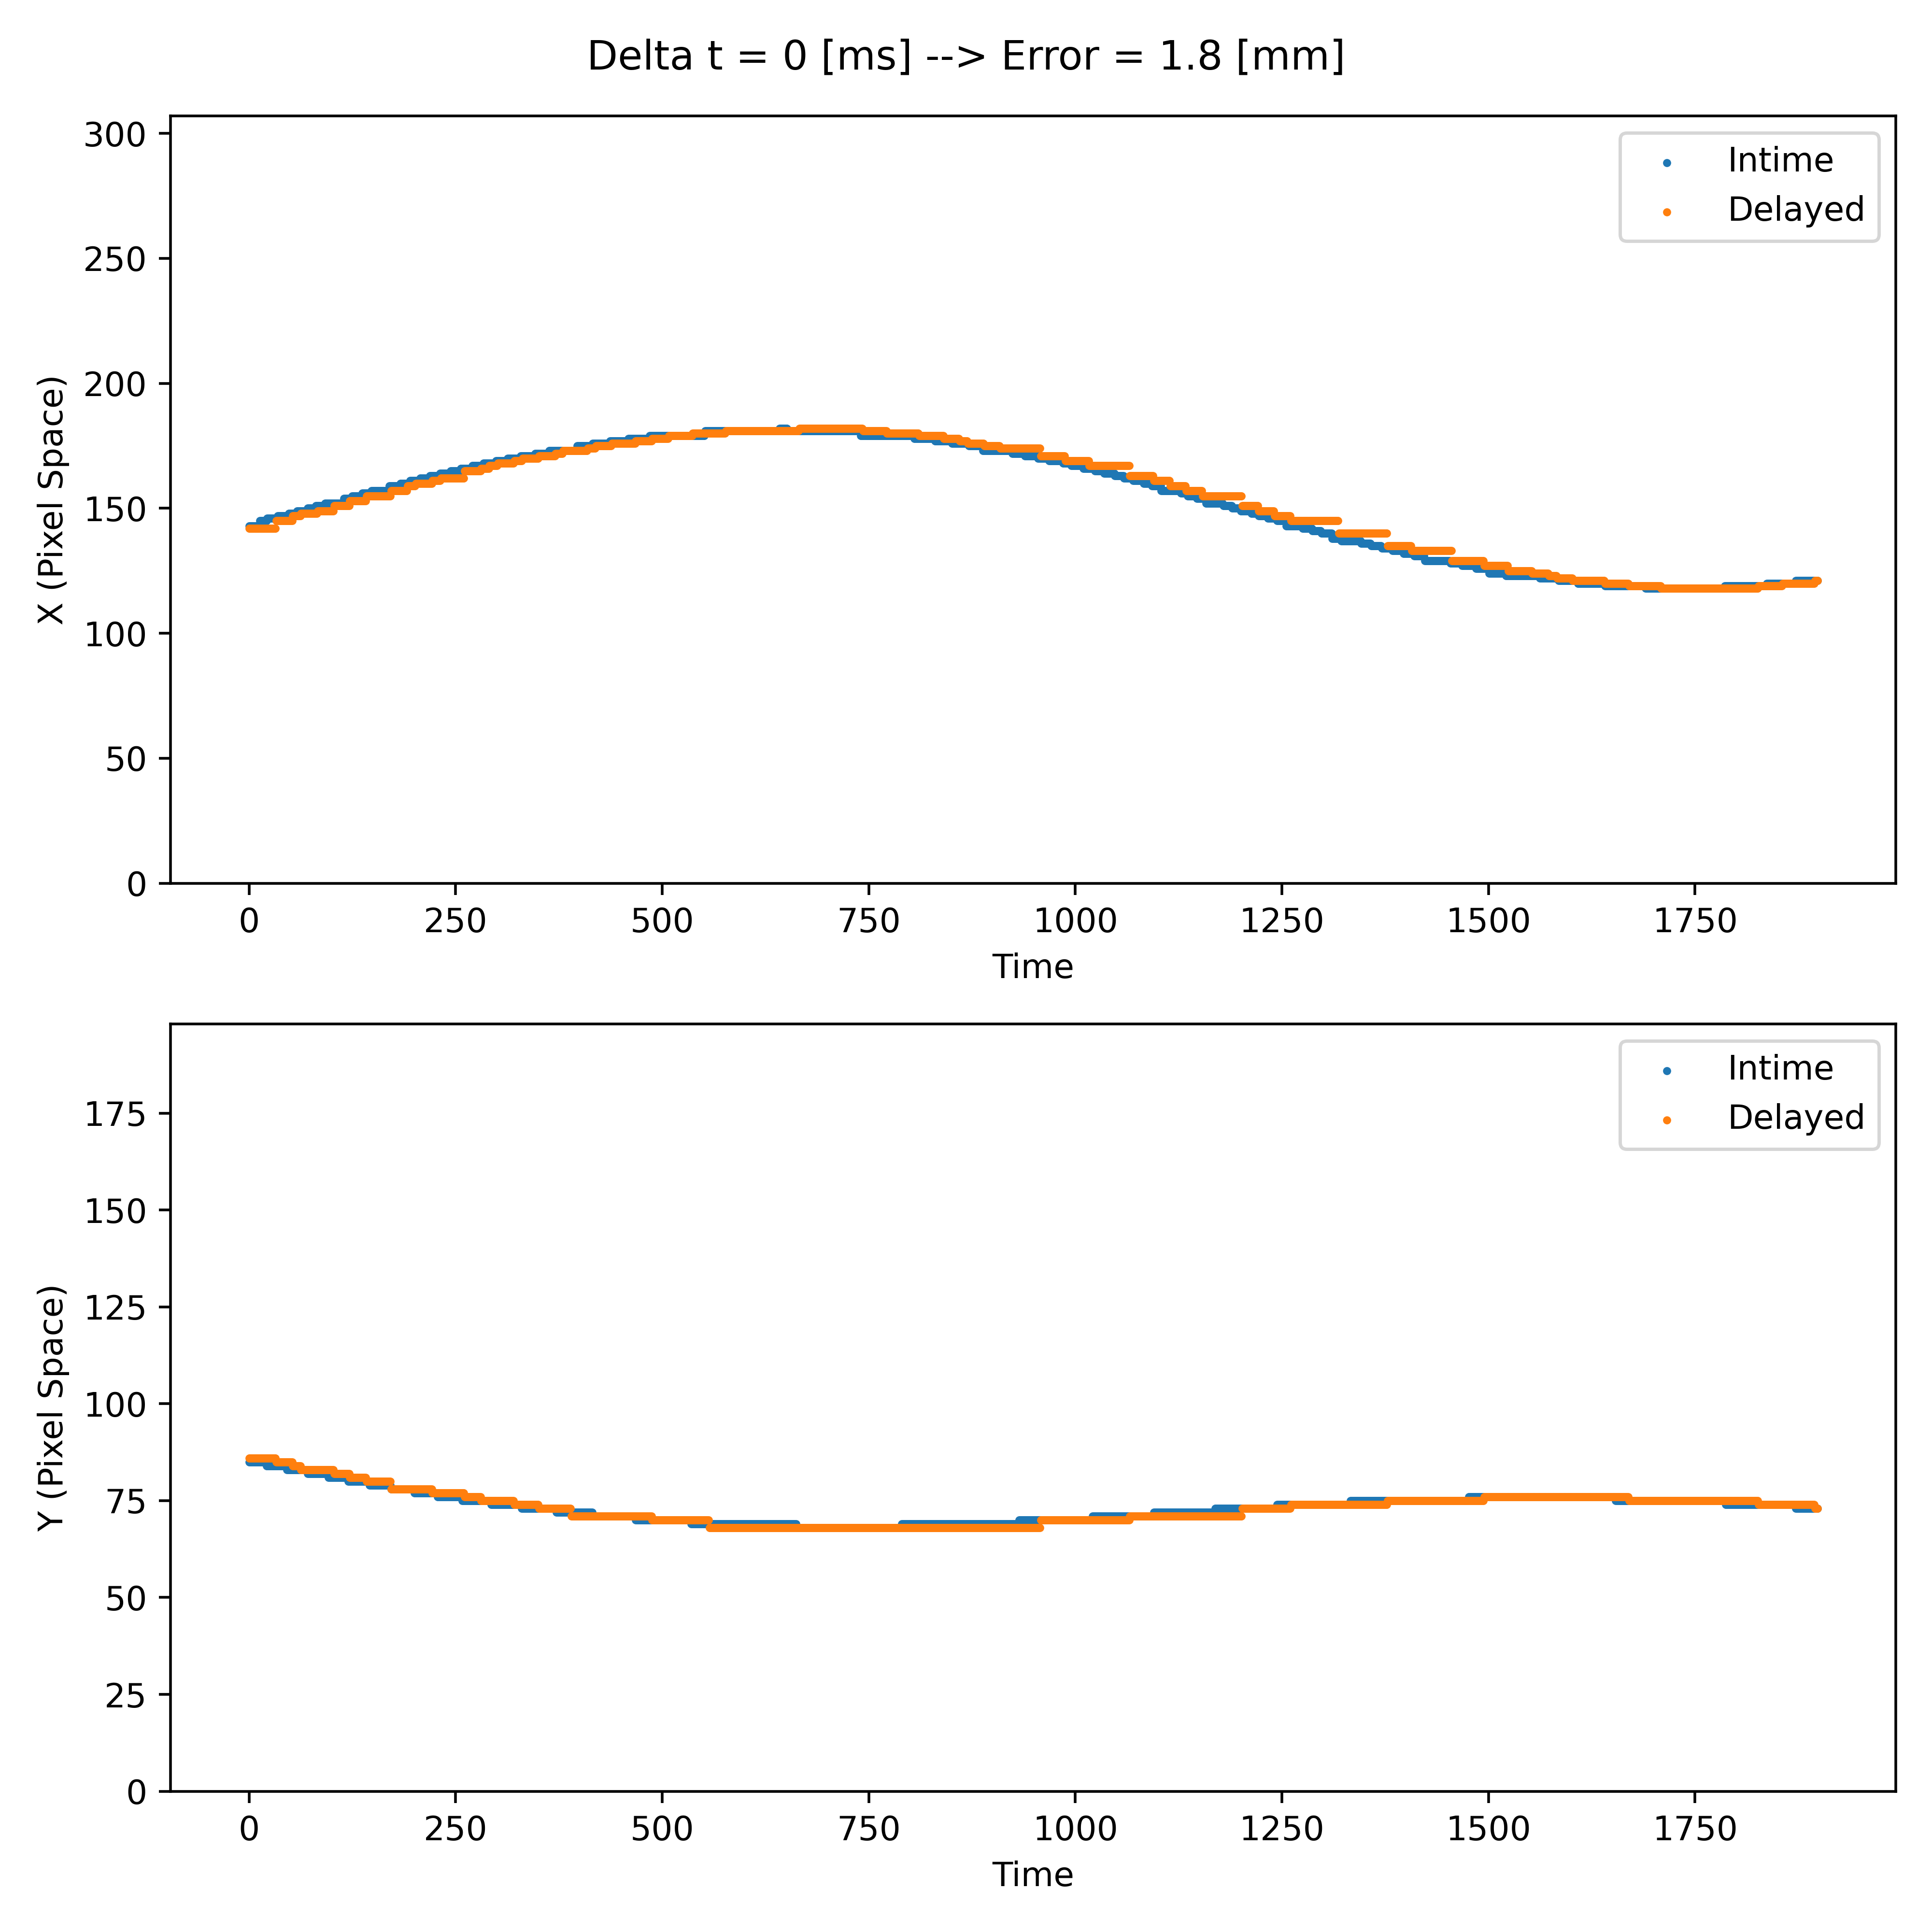 Delta t = 0 [ms] --> Error = 1.8 [mm]
300
250
200
150
100
50
0
X (Pixel Space)
Intime
Delayed
0 250 500 750 1000 1250 1500 1750
Time
175
150
125
100
75
50
25
0
Y (Pixel Space)
Intime
Delayed
0 250 500 750 1000 1250 1500 1750
Time